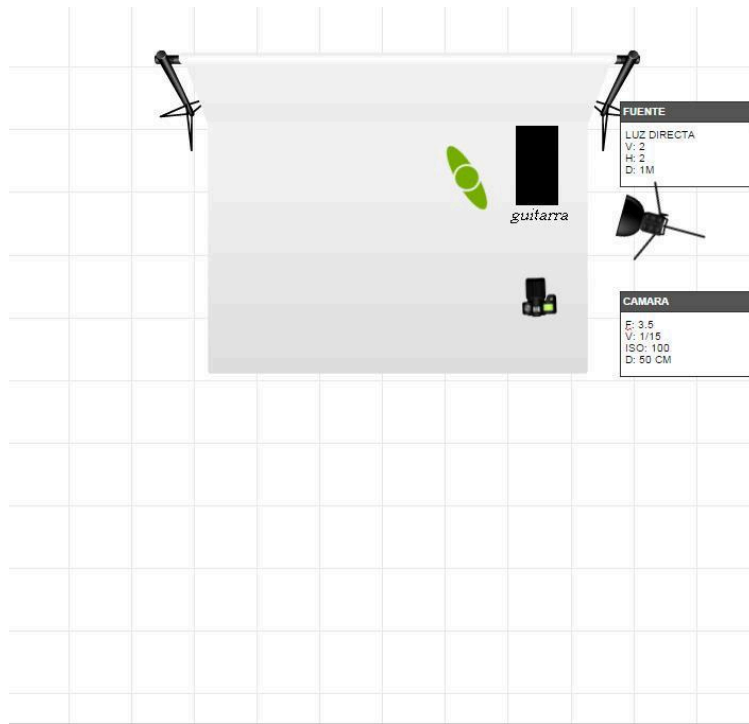 FUENTE
LUZ DIRECTA
V: 2
H: 2
D: 1M
guitarra
CAMARA
F: 3.5
V: 1/15
ISO: 100
D: 50 CM